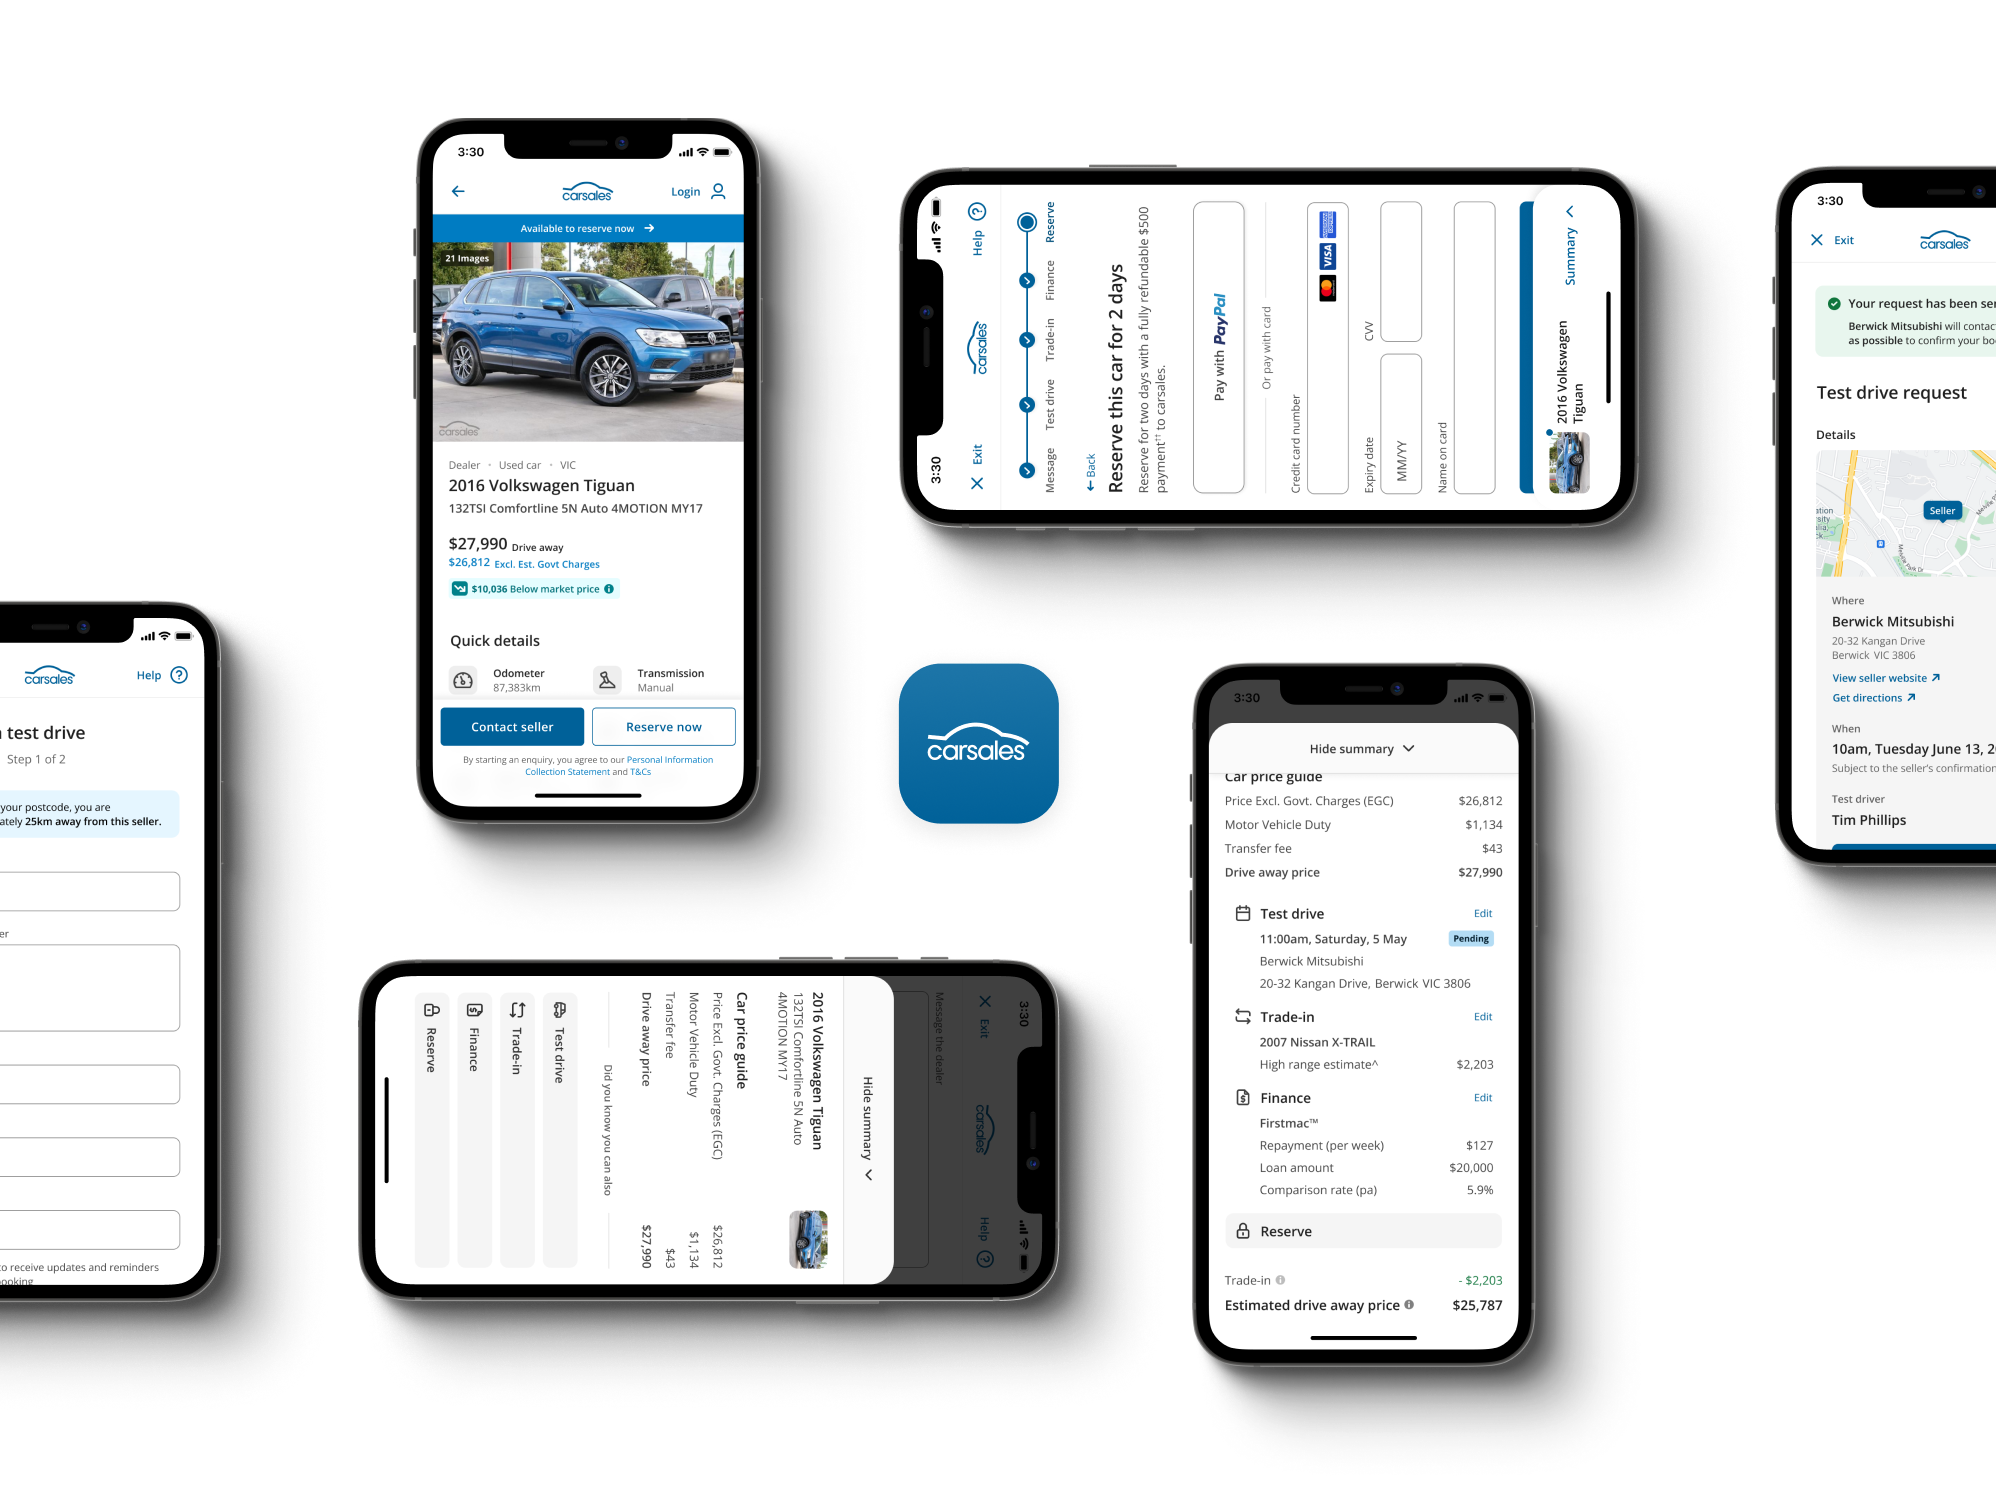 3:30
carsales
Login
Available to reserve now
21 Images
carsales
Dealer • Used car • VIC
2016 Volkswagen Tiguan
132TSI Comfortline 5N Auto 4MOTION MY17
$27,990 Drive away
$26,812 Excl. Est. Govt Charges
$10,036 Below market price
Quick details
Odometer
87,383km
Transmission
Manual
Contact seller
Reserve now
By starting an enquiry, you agree to our Personal Information
Collection Statement and T&Cs
3:30
Exit
carsales
Help
Message
Test drive
Trade-in
Finance
Reserve
Back
Reserve this car for 2 days
Reserve for two days with a fully refundable $500
payment†† to carsales.
Pay with PayPal
Or pay with card
Credit card number
VISA
Expiry date
CVV
MM/YY
Name on card
2016 Volkswagen
Tiguan
Summary
3:30
Exit
carsales
Your request has been
Berwick Mitsubishi will
as possible to confirm your
Test drive request
Details
Seller
Melville Park Dr
Where
Berwick Mitsubishi
20-32 Kangan Drive
Berwick VIC 3806
View seller website
Get directions
When
10am, Tuesday June 13,
Subject to the seller's confirmation
Test driver
Tim Phillips
carsales
Help
test drive
Step 1 of 2
your postcode, you are
25km away from this seller.
to receive updates and reminders
carsales
3:30
Exit
carsales
Help
Message the dealer
Hide summary
2016 Volkswagen Tiguan
132TSI Comfortline 5N Auto
4MOTION MY17
Car price guide
Price Excl. Govt. Charges (EGC) $26,812
Motor Vehicle Duty $1,134
Transfer fee $43
Drive away price $27,990
Did you know you can also
Test drive
Trade-in
Finance
Reserve
3:30
Hide summary
Car price guide
Price Excl. Govt. Charges (EGC) $26,812
Motor Vehicle Duty $1,134
Transfer fee $43
Drive away price $27,990
Test drive Edit
11:00am, Saturday, 5 May Pending
Berwick Mitsubishi
20-32 Kangan Drive, Berwick VIC 3806
Trade-in Edit
2007 Nissan X-TRAIL
High range estimate^ $2,203
Finance Edit
Firstmac™
Repayment (per week) $127
Loan amount $20,000
Comparison rate (pa) 5.9%
Reserve
Trade-in - $2,203
Estimated drive away price $25,787